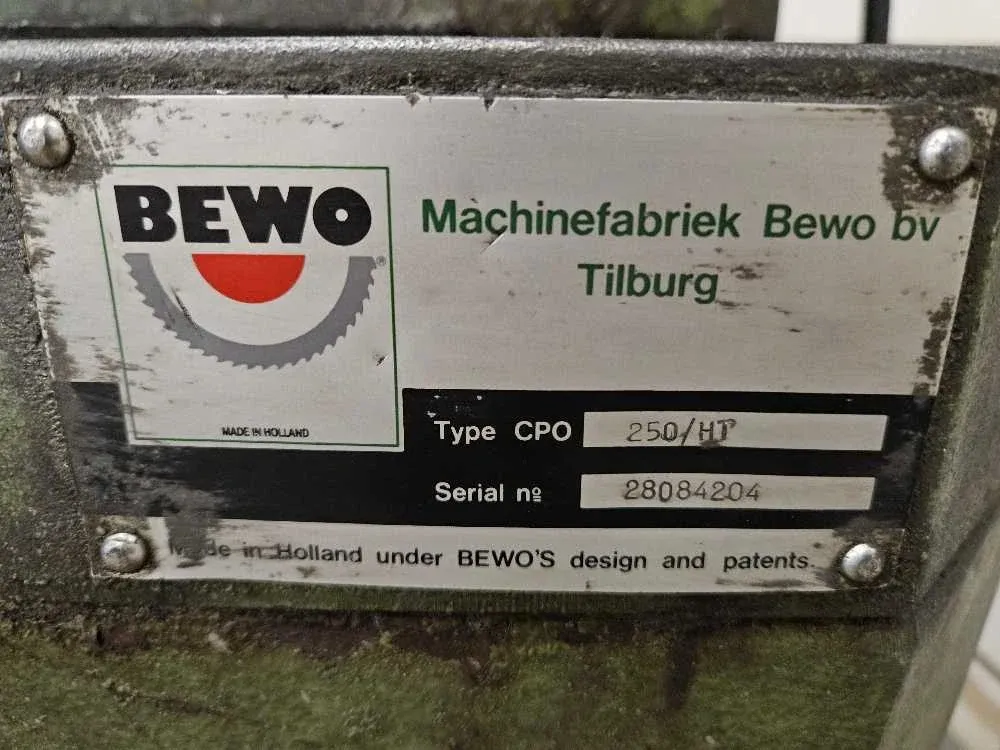 BEWO
®
MADE IN HOLLAND
Machinefabriek Bewo bv
Tilburg
Type CPO 250/HT
Serial nº 28084204
Made in Holland under BEWO'S design and patents.